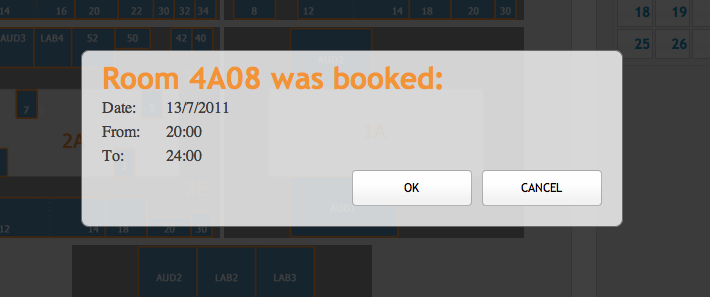 14 16 20 30 32 34 8 12 14 18 20 30
18 19
AUD3 LAB4 52 50 42 40
25 26
Room 4A08 was booked:
Date: 13/7/2011
From: 20:00
To: 24:00
7
2A
OK CANCEL
12 14 18 20 30
AUD2 LAB2 LAB3